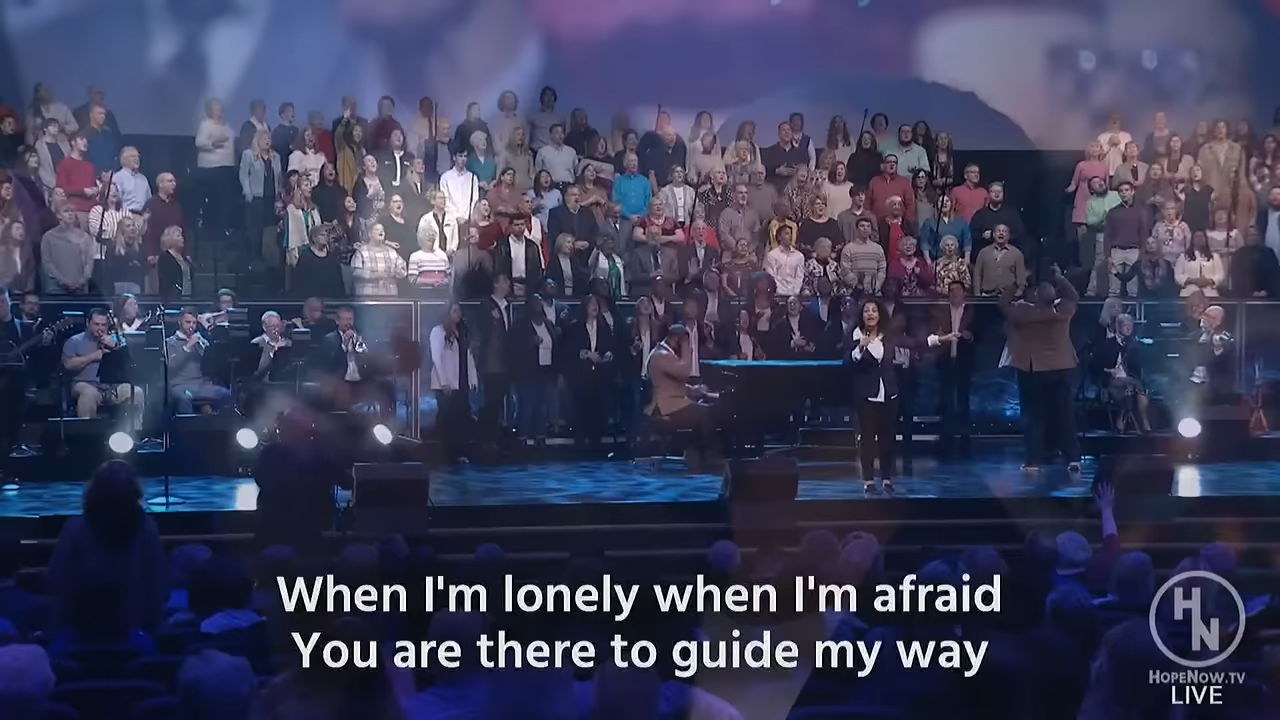 When I'm lonely when I'm afraid
You are there to guide my way
HN
HOPENOW.TV
LIVE